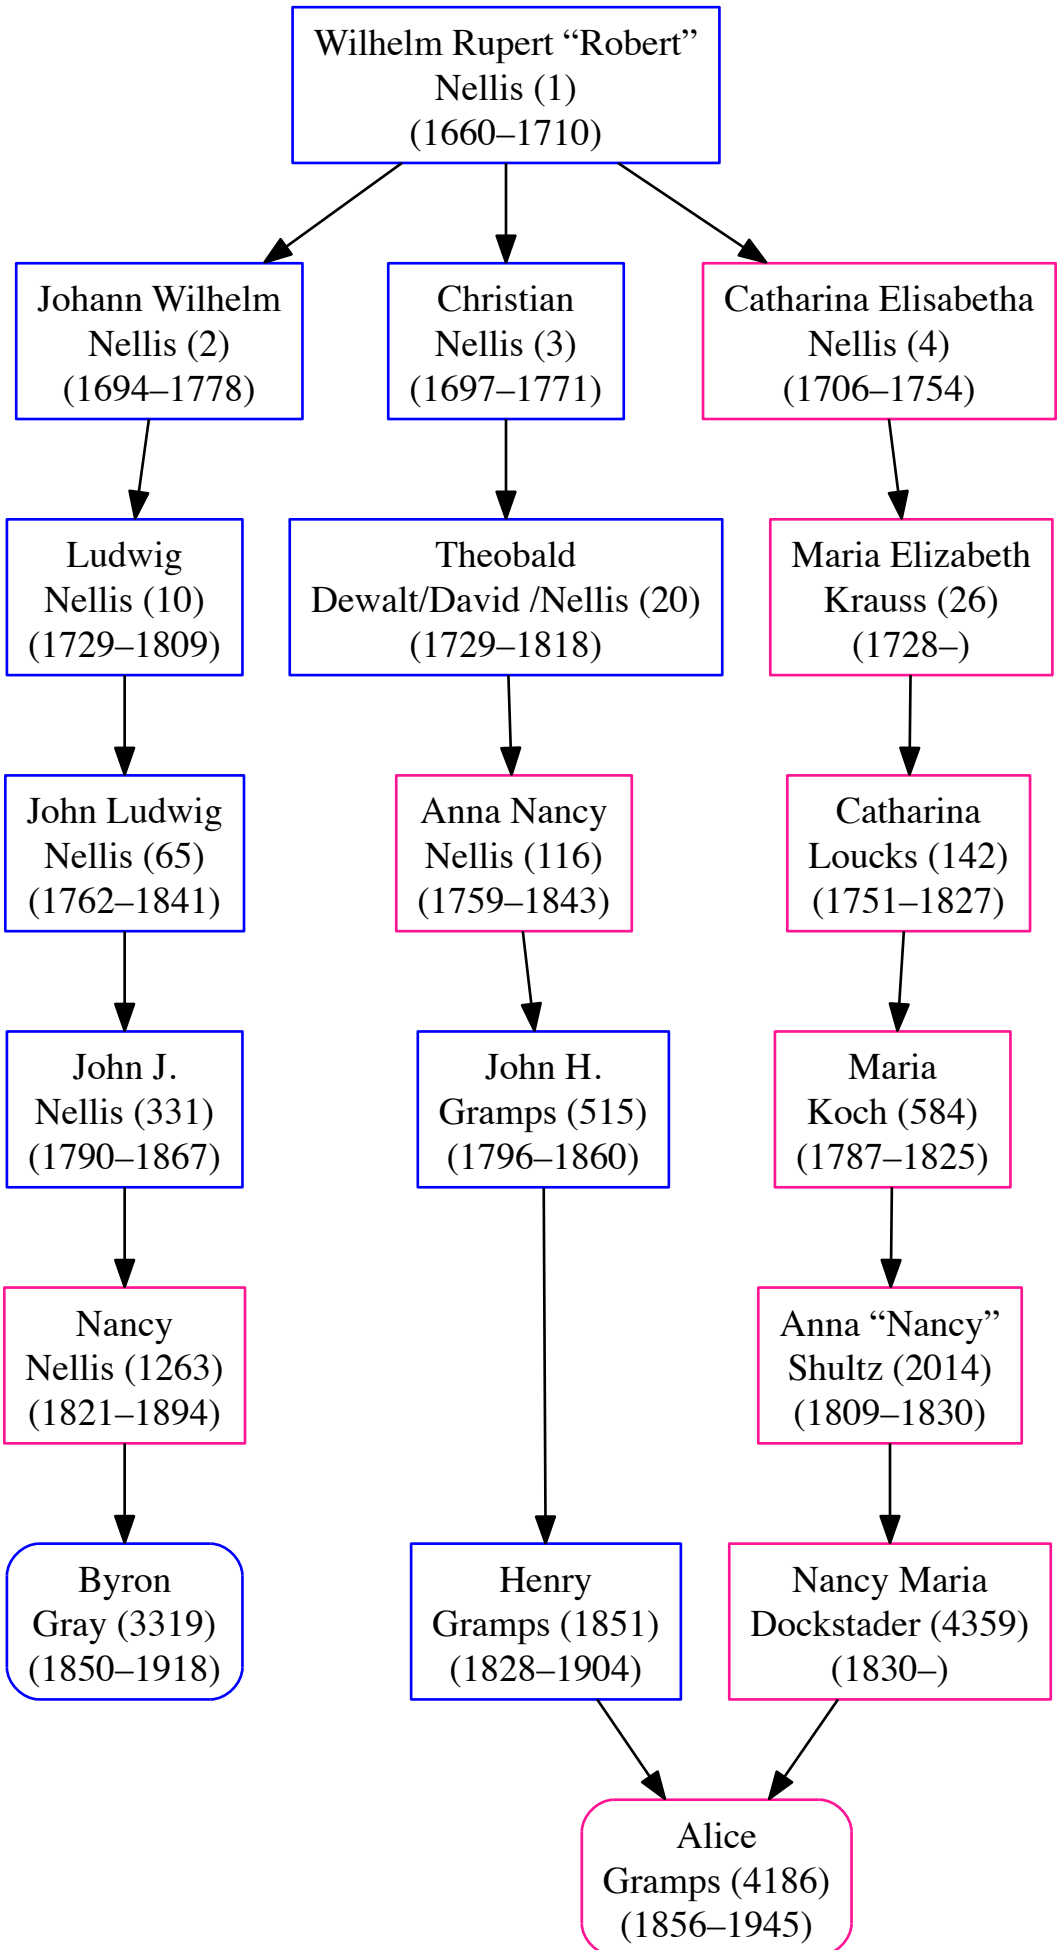 Wilhelm Rupert “Robert”
Nellis (1)
(1660–1710)
Johann Wilhelm
Nellis (2)
(1694–1778)
Christian
Nellis (3)
(1697–1771)
Catharina Elisabetha
Nellis (4)
(1706–1754)
Ludwig
Nellis (10)
(1729–1809)
Theobald
Dewalt/David /Nellis (20)
(1729–1818)
Maria Elizabeth
Krauss (26)
(1728–)
John Ludwig
Nellis (65)
(1762–1841)
Anna Nancy
Nellis (116)
(1759–1843)
Catharina
Loucks (142)
(1751–1827)
John J.
Nellis (331)
(1790–1867)
John H.
Gramps (515)
(1796–1860)
Maria
Koch (584)
(1787–1825)
Nancy
Nellis (1263)
(1821–1894)
Anna “Nancy”
Shultz (2014)
(1809–1830)
Byron
Gray (3319)
(1850–1918)
Henry
Gramps (1851)
(1828–1904)
Nancy Maria
Dockstader (4359)
(1830–)
Alice
Gramps (4186)
(1856–1945)